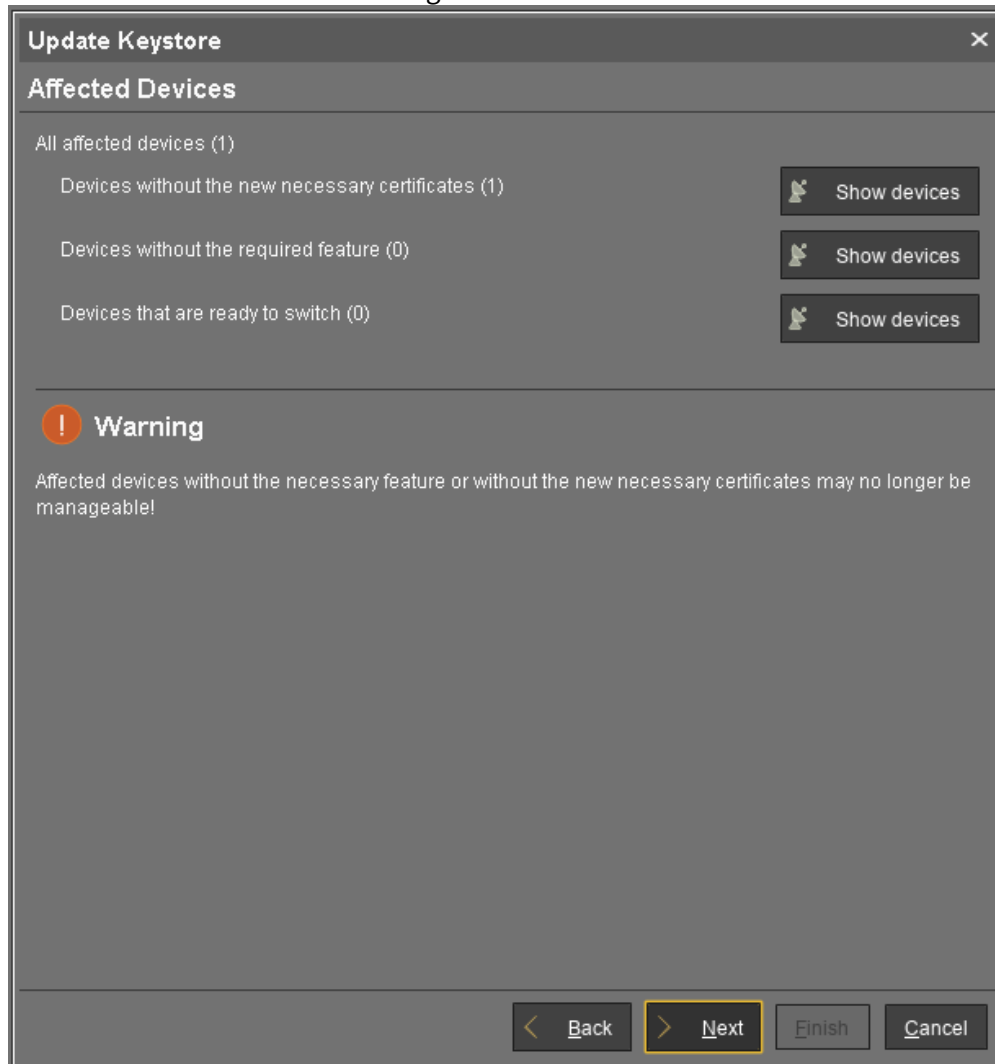 Update Keystore
Affected Devices
All affected devices (1)
Devices without the new necessary certificates (1)
Show devices
Devices without the required feature (0)
Show devices
Devices that are ready to switch (0)
Show devices
! Warning
Affected devices without the necessary feature or without the new necessary certificates may no longer be
manageable!
Back
Next
Finish
Cancel